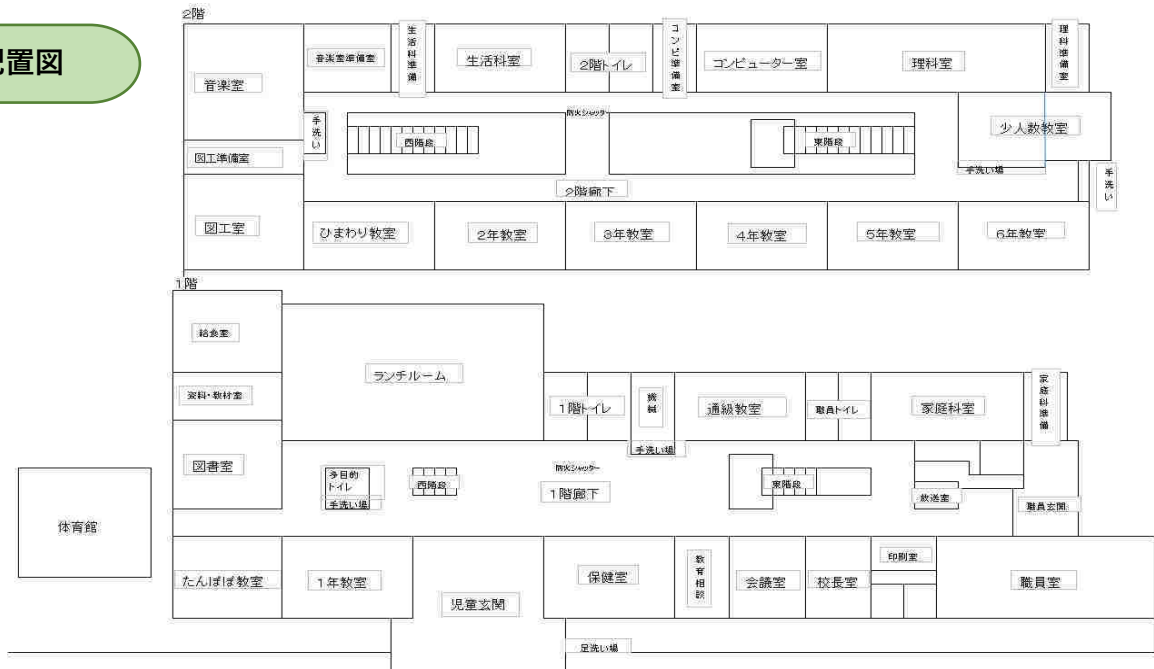 配置図
2階
音楽室
音楽室準備室
生活科準備
生活科室
2階トイレ
コンピ準備室
コンピューター室
理科室
理科準備室
手洗い
防火シャッター
西階段
東階段
少人数教室
図工準備室
手洗い場
手洗い
2階廊下
図工室
ひまわり教室
2年教室
3年教室
4年教室
5年教室
6年教室
1階
給食室
ランチルーム
資料・教材室
1階トイレ
機械
通級教室
職員トイレ
家庭科室
家庭科準備
手洗い場
図書室
多目的
トイレ
手洗い場
西階段
防火シャッター
1階廊下
東階段
放送室
職員玄関
体育館
たんぽぽ教室
1年教室
児童玄関
保健室
教育相談
会議室
校長室
印刷室
職員室
足洗い場